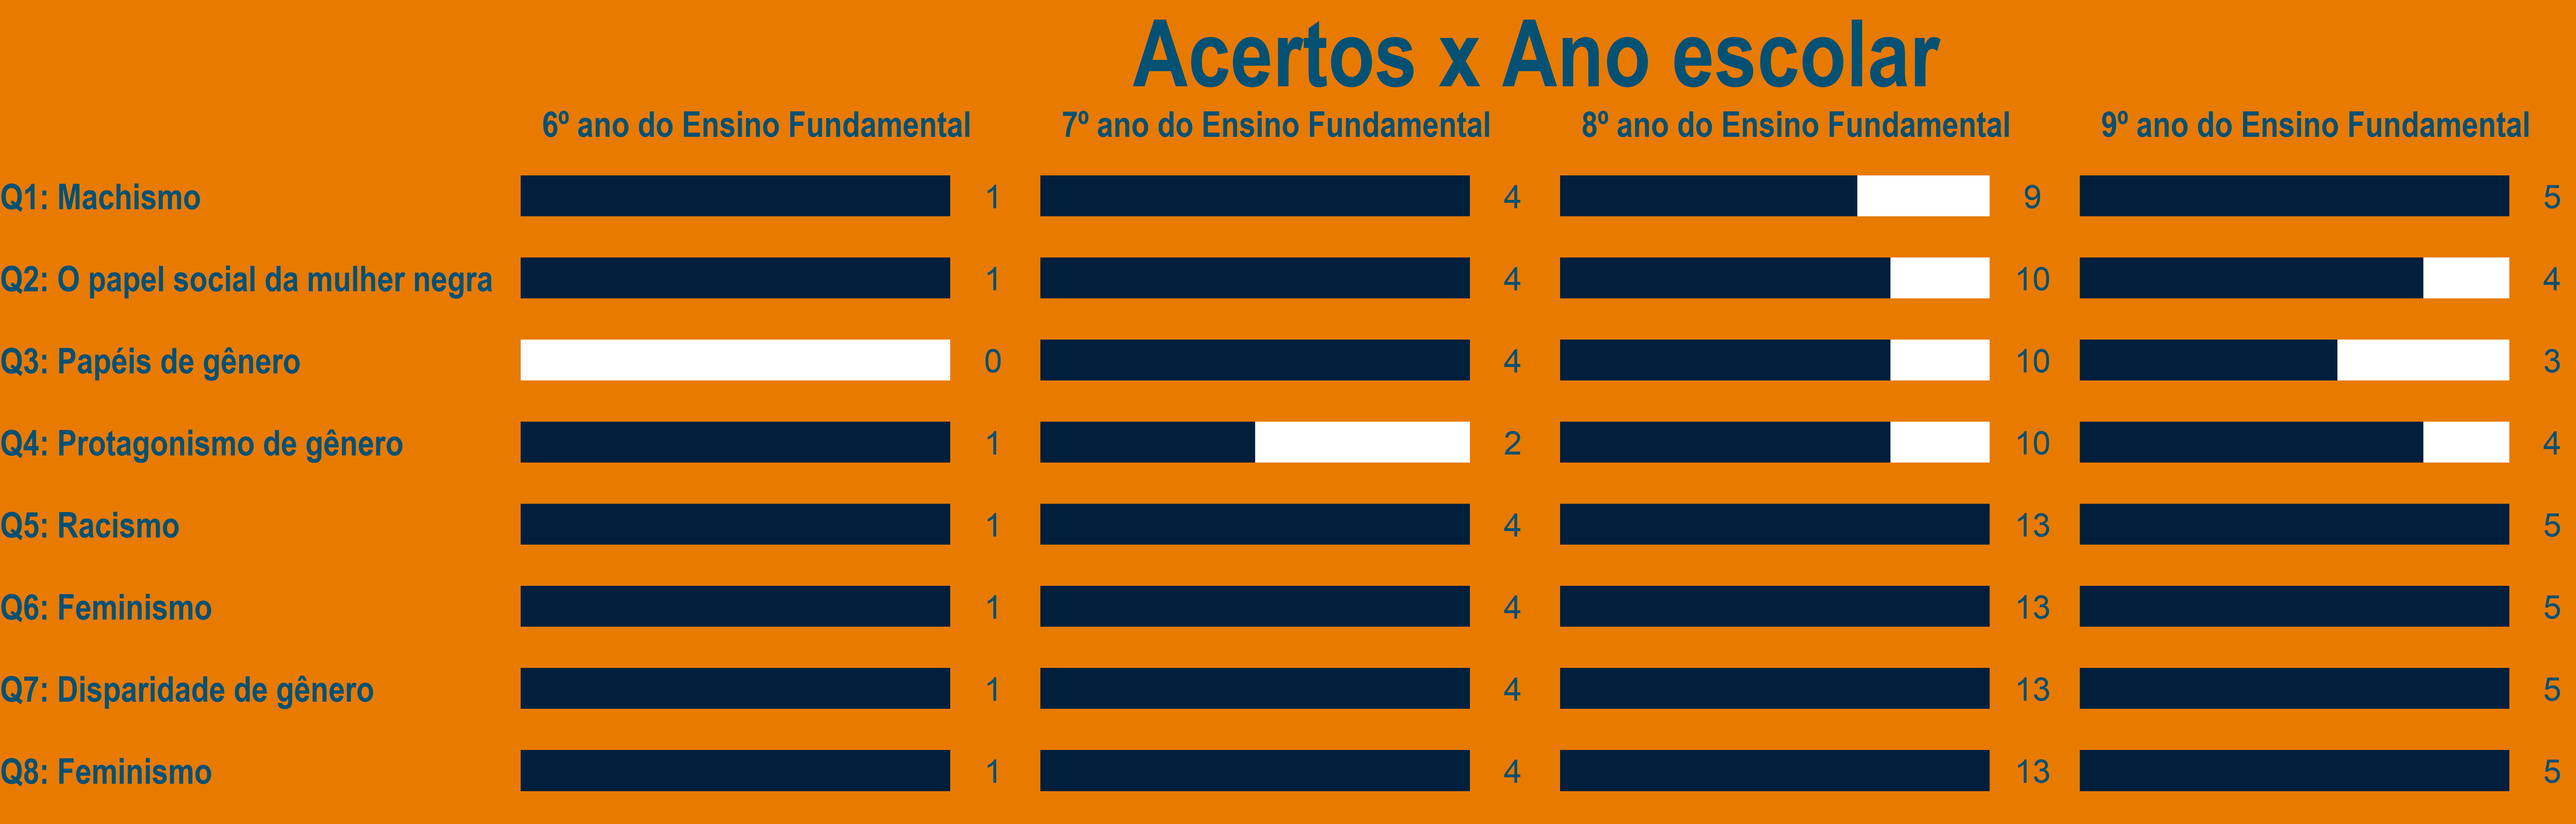 Acertos x Ano escolar
6º ano do Ensino Fundamental 7º ano do Ensino Fundamental 8º ano do Ensino Fundamental 9º ano do Ensino Fundamental
Q1: Machismo 1 4 9 5
Q2: O papel social da mulher negra 1 4 10 4
Q3: Papéis de gênero 0 4 10 3
Q4: Protagonismo de gênero 1 2 10 4
Q5: Racismo 1 4 13 5
Q6: Feminismo 1 4 13 5
Q7: Disparidade de gênero 1 4 13 5
Q8: Feminismo 1 4 13 5